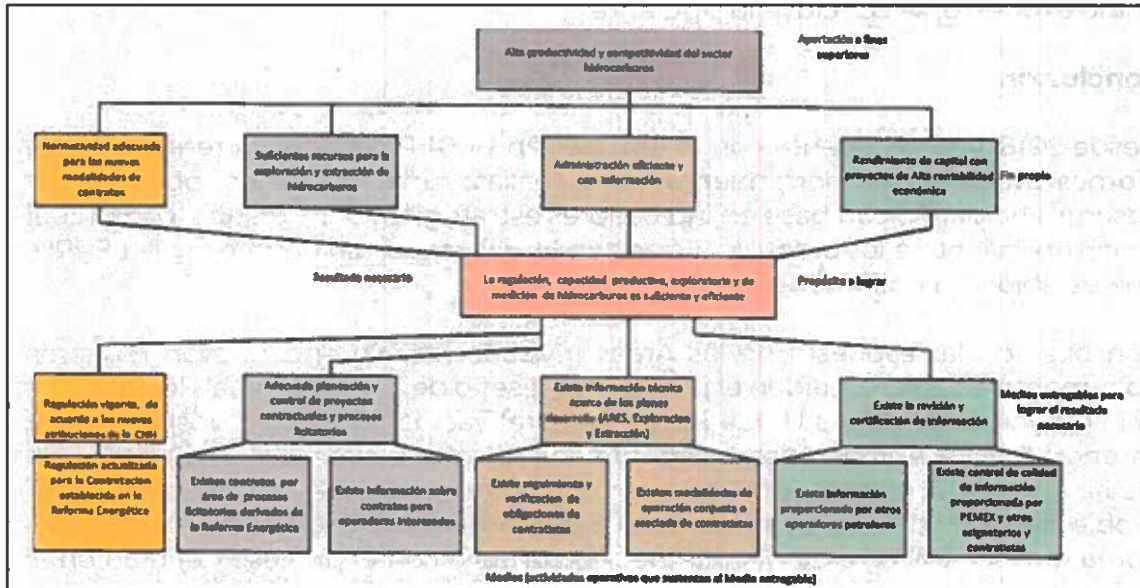 Alta productividad y competitividad del sector
hidrocarburos
Aportación a fines
superiores
Normatividad adecuada
para las nuevas
modalidades de
contratos
Suficientes recursos para la
exploración y extracción de
hidrocarburos
Administración eficiente y
con información
Rendimiento de capital con
proyectos de Alta rentabilidad
económica
Fin propio
Resultado necesario
La regulación, capacidad productiva, exploratoria y de
medición de hidrocarburos es suficiente y eficiente
Propósito a lograr
Regulación vigente, de
acuerdo a las nuevas
atribuciones de la CNH
Adecuada planeación y
control de proyectos
contractuales y procesos
licitatorios
Existe información técnica
acerca de los planes
desarrollo (ARES, Exploracion
y Extracción)
Existe la revisión y
certificación de información
Medios entregables para
lograr el resultado
necesario
Regulación actualizada
para la Contratacion
establecida en la
Reforma Energética
Existen contratos por
área de procesos
licitatorios derivados de
la Reforma Energética
Existe información sobre
contratos para
operadores interesados
Existe seguimiento y
verificacion de
obligaciones de
contratistas
Existen modalidades de
operación conjunta o
asociada de contratistas
Existe información
proporcionada por otros
operadores petroleros
Existe control de calidad
de información
proporcionada por
PEMEX y otros
asignatarios y
contratistas
Medios (actividades operativas que sustentan al Medio entregable)